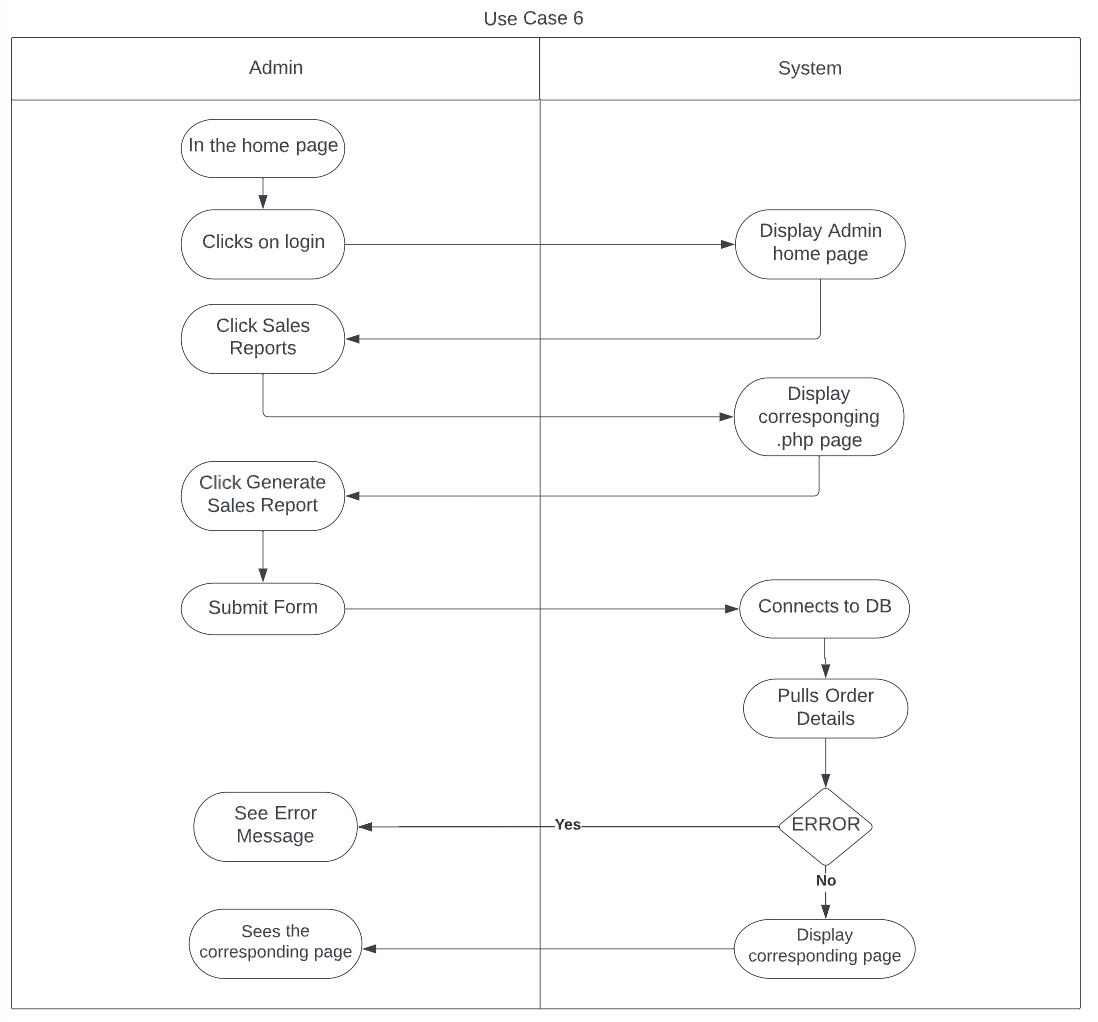 Use Case 6
Admin
System
In the home page
Clicks on login
Display Admin
home page
Click Sales
Reports
Display
corresponging
.php page
Click Generate
Sales Report
Submit Form
Connects to DB
Pulls Order
Details
ERROR
Yes
See Error
Message
No
Display
corresponding page
Sees the
corresponding page